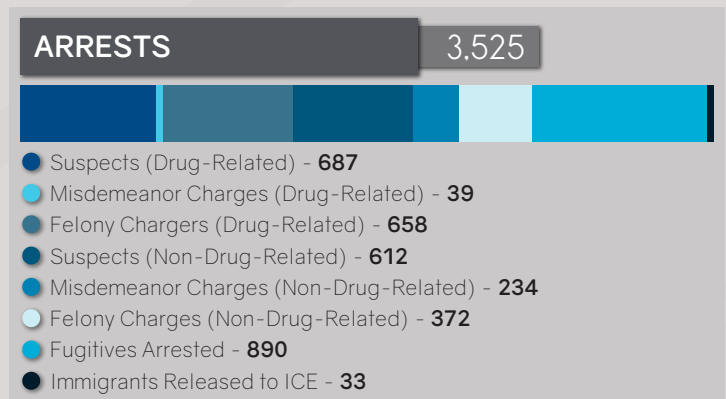 ARRESTS 3,525
Suspects (Drug-Related) - 687
Misdemeanor Charges (Drug-Related) - 39
Felony Chargers (Drug-Related) - 658
Suspects (Non-Drug-Related) - 612
Misdemeanor Charges (Non-Drug-Related) - 234
Felony Charges (Non-Drug-Related) - 372
Fugitives Arrested - 890
Immigrants Released to ICE - 33